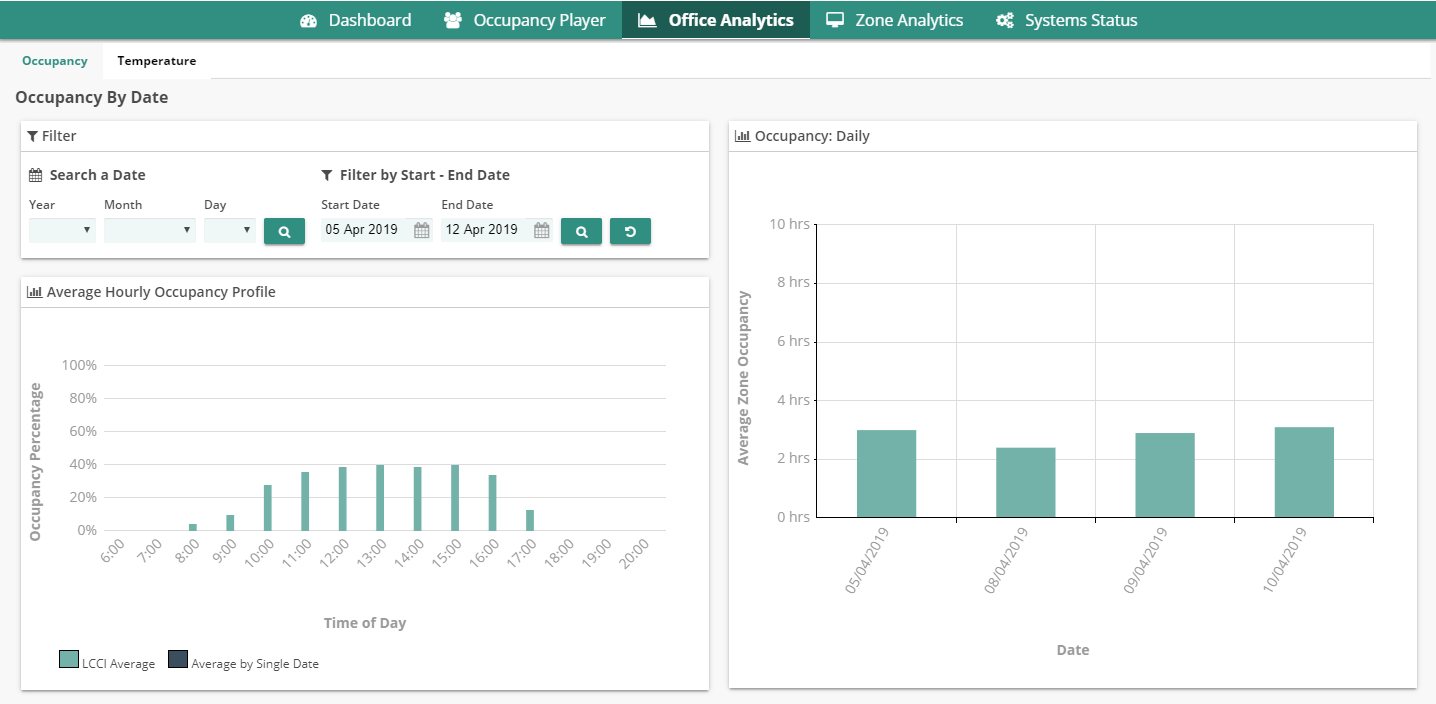 Dashboard Occupancy Player Office Analytics Zone Analytics Systems Status
Occupancy Temperature
Occupancy By Date
Filter
Search a Date
Filter by Start - End Date
Year Month Day
Start Date End Date
05 Apr 2019 12 Apr 2019
Average Hourly Occupancy Profile
Occupancy Percentage
100%
80%
60%
40%
20%
0%
6:00 7:00 8:00 9:00 10:00 11:00 12:00 13:00 14:00 15:00 16:00 17:00 18:00 19:00 20:00
Time of Day
LCCI Average Average by Single Date
Occupancy: Daily
Average Zone Occupancy
10 hrs
8 hrs
6 hrs
4 hrs
2 hrs
0 hrs
05/04/2019 08/04/2019 09/04/2019 10/04/2019
Date